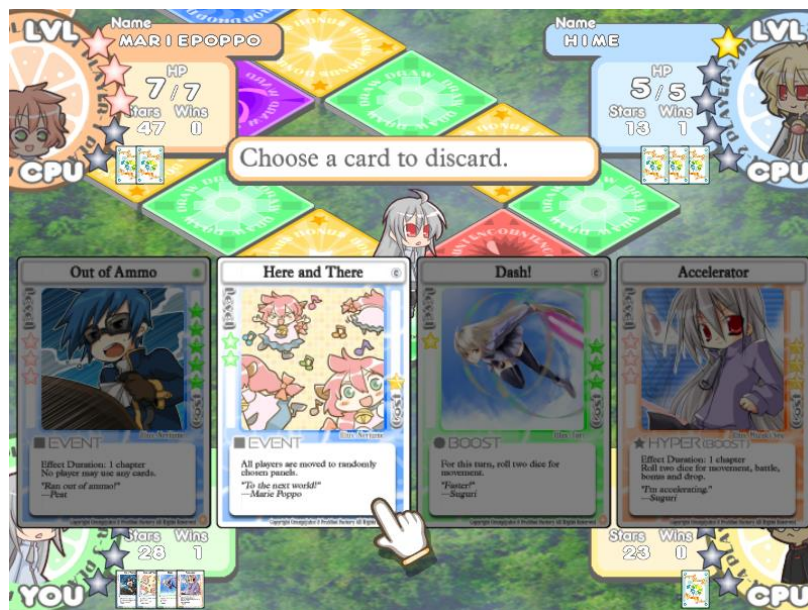 LVL
Name
MARIEPOPPO
HP
7/7
Stars Wins
47 0
CPU
Name
HIME
LVL
HP
5/5
Stars Wins
13 1
CPU
Choose a card to discard.
Out of Ammo
EVENT
Effect Duration: 1 chapter
No player may use any cards.
"Ran out of ammo!"
—Peat
Here and There
EVENT
All players are moved to randomly
chosen panels.
"To the next world!"
—Marie Poppo
Dash!
BOOST
For this turn, roll two dice for
movement.
"Faster!"
—Suguri
Accelerator
HYPER (BOOST)
Effect Duration: 1 chapter
Roll two dice for movement, battle,
bonus and drop.
"I'm accelerating."
—Suguri
Stars Wins
28 1
YOU
Stars Wins
23 0
CPU